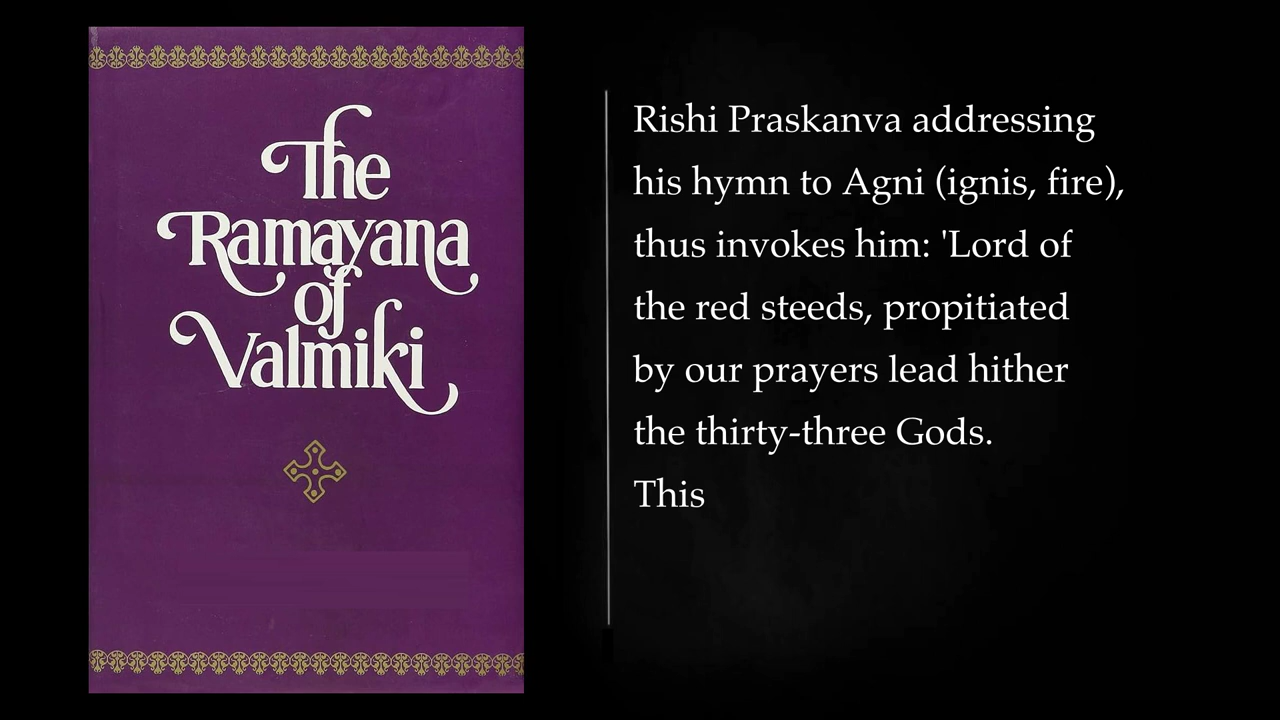 The
Ramayana
of
Valmiki
Rishi Praskanva addressing
his hymn to Agni (ignis, fire),
thus invokes him: 'Lord of
the red steeds, propitiated
by our prayers lead hither
the thirty-three Gods.
This